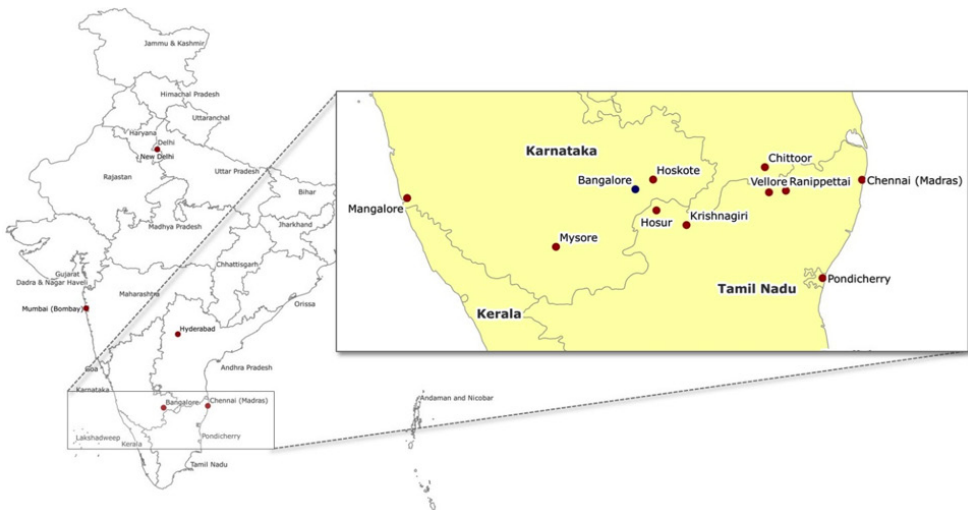 Jammu & Kashmir
Himachal Pradesh
Uttaranchal
Haryana
Delhi
New Delhi
Rajastan
Uttar Pradesh
Bihar
Jharkhand
Madhya Pradesh
Chhattisgarh
Gujarat
Dadra & Nagar Haveli
Maharashtra
Orissa
Mumbai (Bombay)
Hyderabad
Goa
Andhra Pradesh
Karnataka
Bangalore
Chennai (Madras)
Lakshadweep
Kerala
Pondicherry
Tamil Nadu
Andaman and Nicobar
Karnataka
Hoskote
Bangalore
Chittoor
Vellore
Ranippettai
Chennai (Madras)
Mangalore
Hosur
Krishnagiri
Mysore
Pondicherry
Tamil Nadu
Kerala